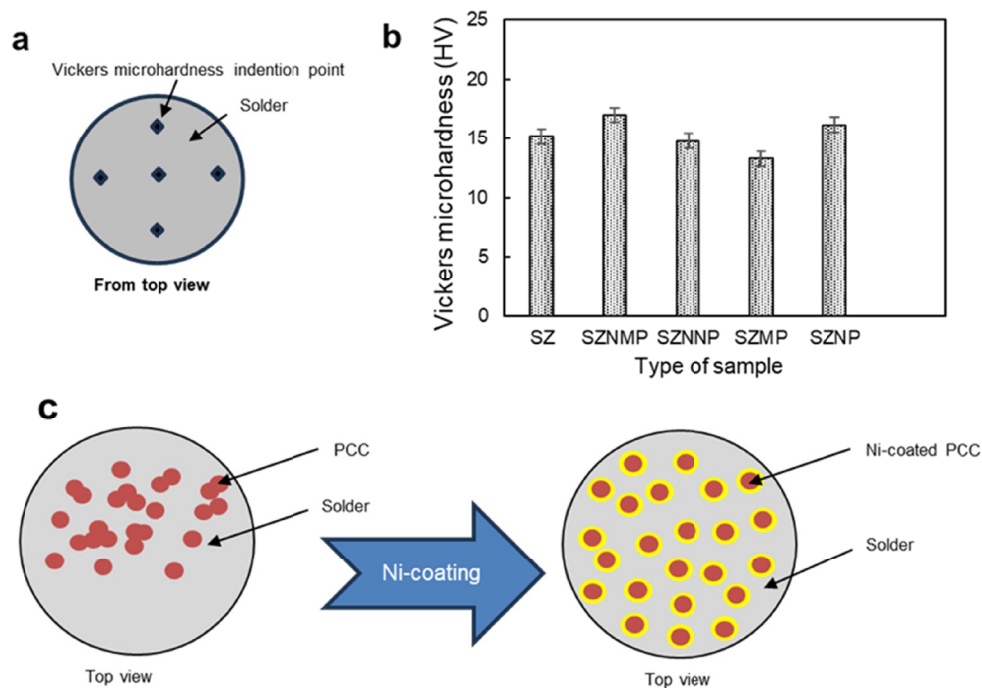 a
Vickers microhardness indention point
Solder
From top view
b
Vickers microhardness (HV)
25
20
15
10
5
0
SZ SZNMP SZNNP SZMP SZNP
Type of sample
c
PCC
Solder
Top view
Ni-coating
Ni-coated PCC
Solder
Top view